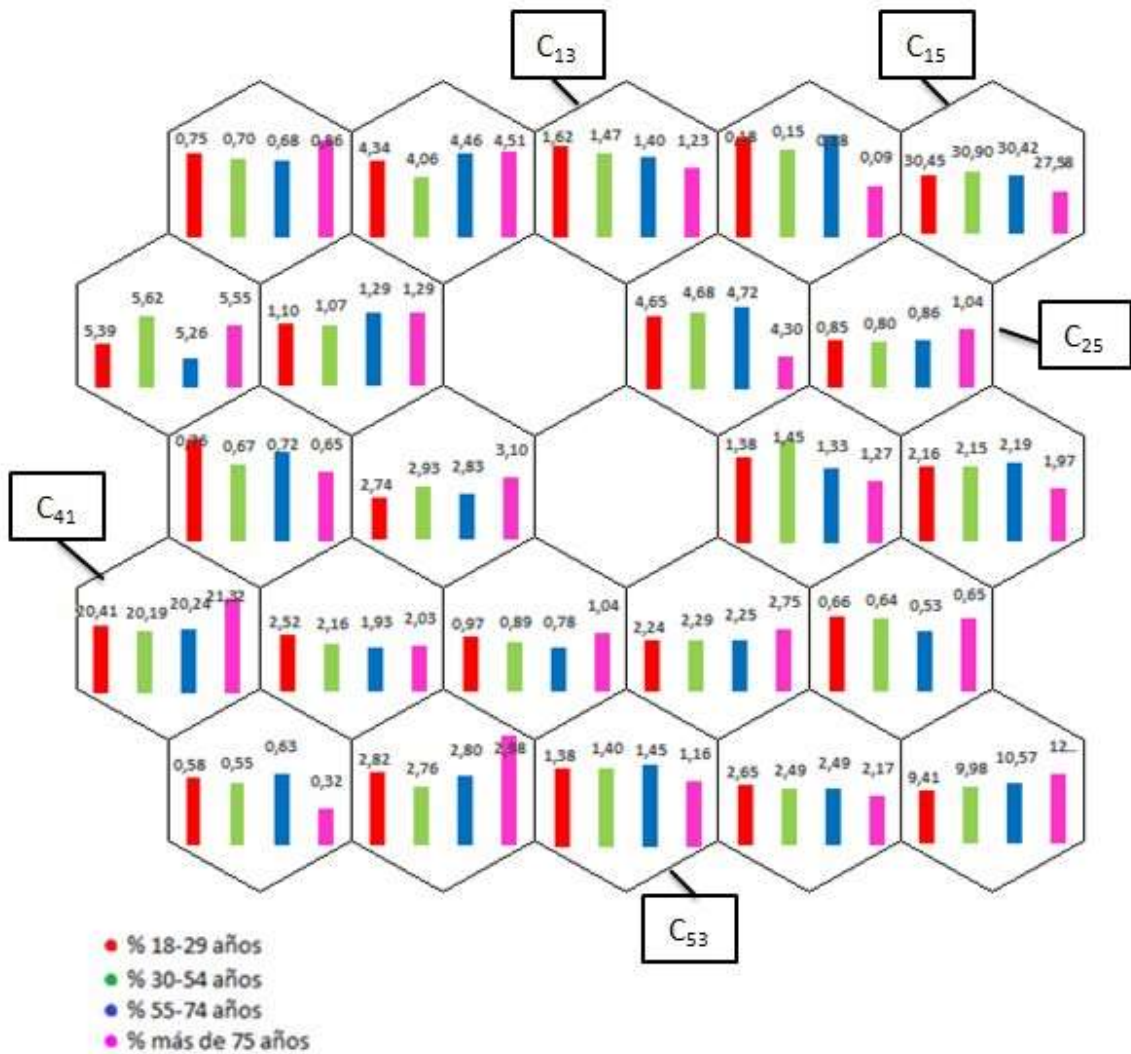 C13
C15
0,75 0,70 0,68 0,86 4,34 4,06 4,46 4,51 1,62 1,47 1,40 1,23 0,18 0,15 0,09 30,45 30,90 30,42 27,58
5,39 5,62 5,26 5,55 1,10 1,07 1,29 1,29 4,65 4,68 4,72 4,30 0,85 0,80 0,86 1,04
C25
0,67 0,72 0,65 2,74 2,93 2,83 3,10 1,38 1,45 1,33 1,27 2,16 2,15 2,19 1,97
C41
20,41 20,19 20,24 21,32 2,52 2,16 1,93 2,03 0,97 0,89 0,78 1,04 2,24 2,29 2,25 2,75 0,66 0,64 0,53 0,65
0,58 0,55 0,63 0,32 2,82 2,76 2,80 1,38 1,40 1,45 1,16 2,65 2,49 2,49 2,17 9,41 9,98 10,57 12...
C53
% 18-29 años
% 30-54 años
% 55-74 años
% más de 75 años